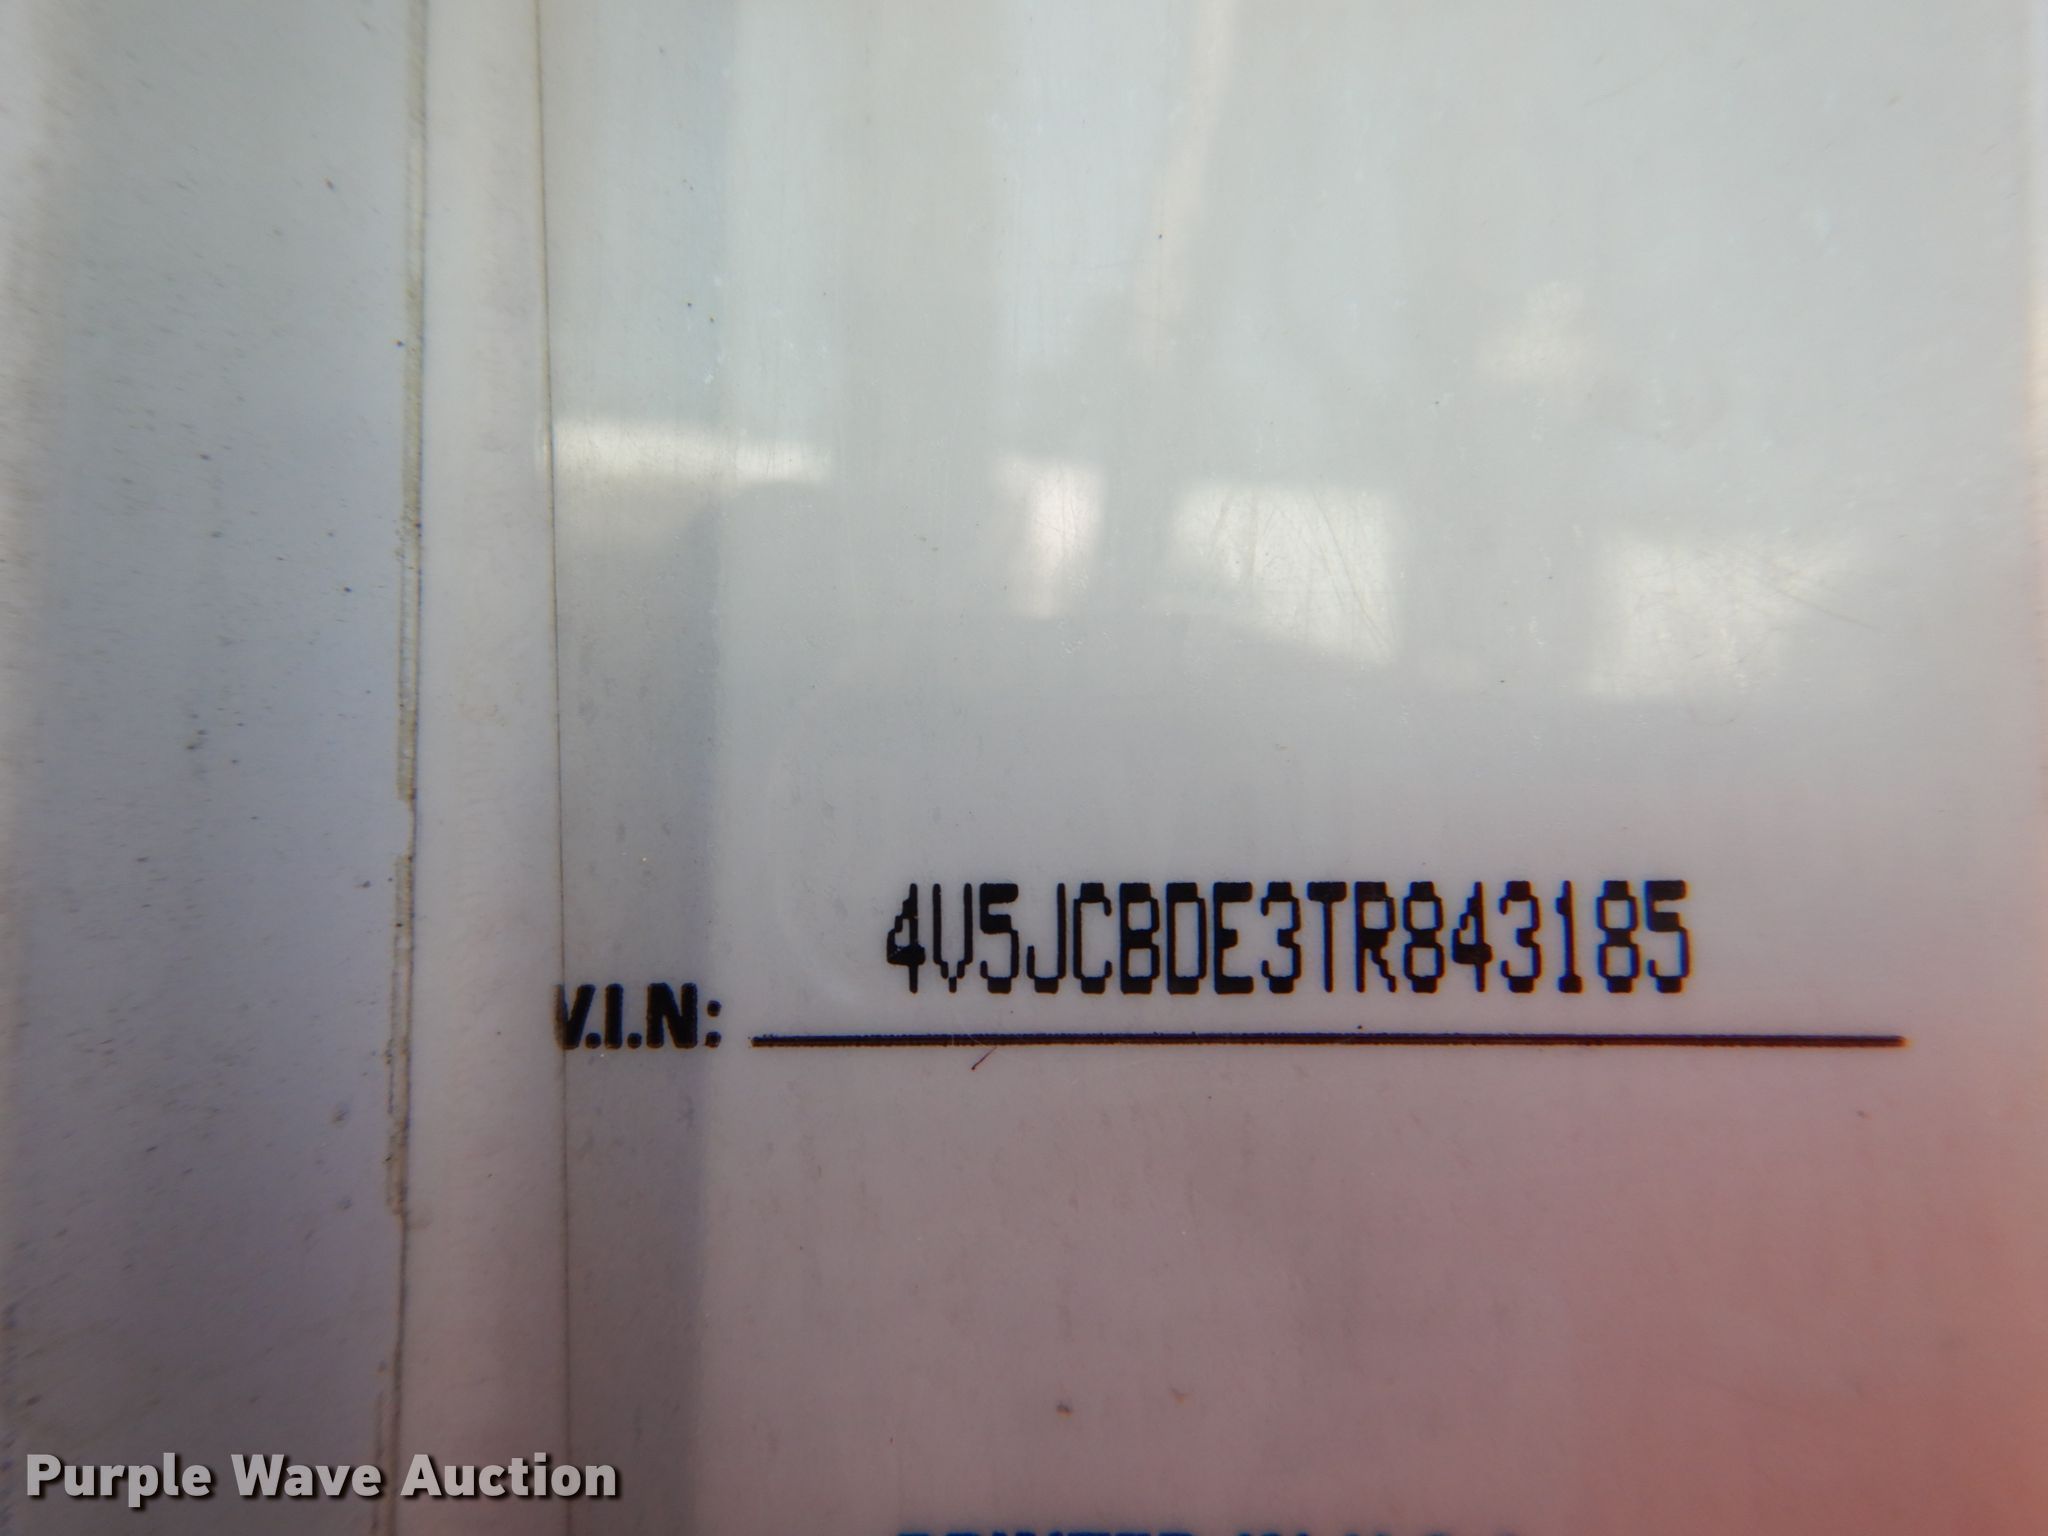 4V5JCBDE3TR843185
V.I.N:
Purple Wave Auction